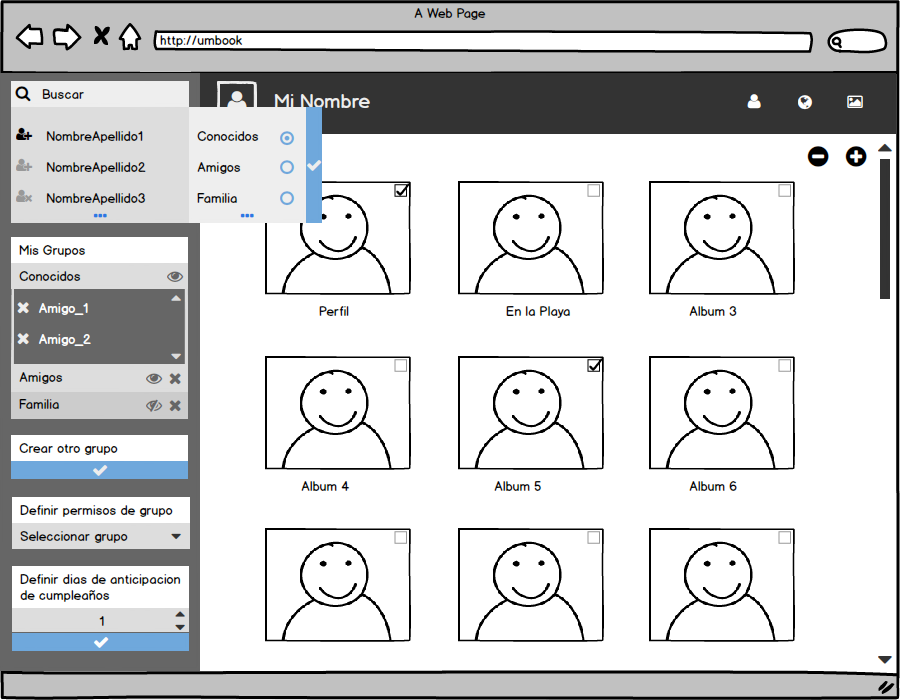 A Web Page
http://umbook
Buscar
Mi Nombre
NombreApellido1
Conocidos
NombreApellido2
Amigos
NombreApellido3
Familia
Mis Grupos
Conocidos
Amigo_1
Amigo_2
Amigos
Familia
Crear otro grupo
Definir permisos de grupo
Seleccionar grupo
Definir dias de anticipacion
de cumpleaños
1
Perfil
En la Playa
Album 3
Album 4
Album 5
Album 6